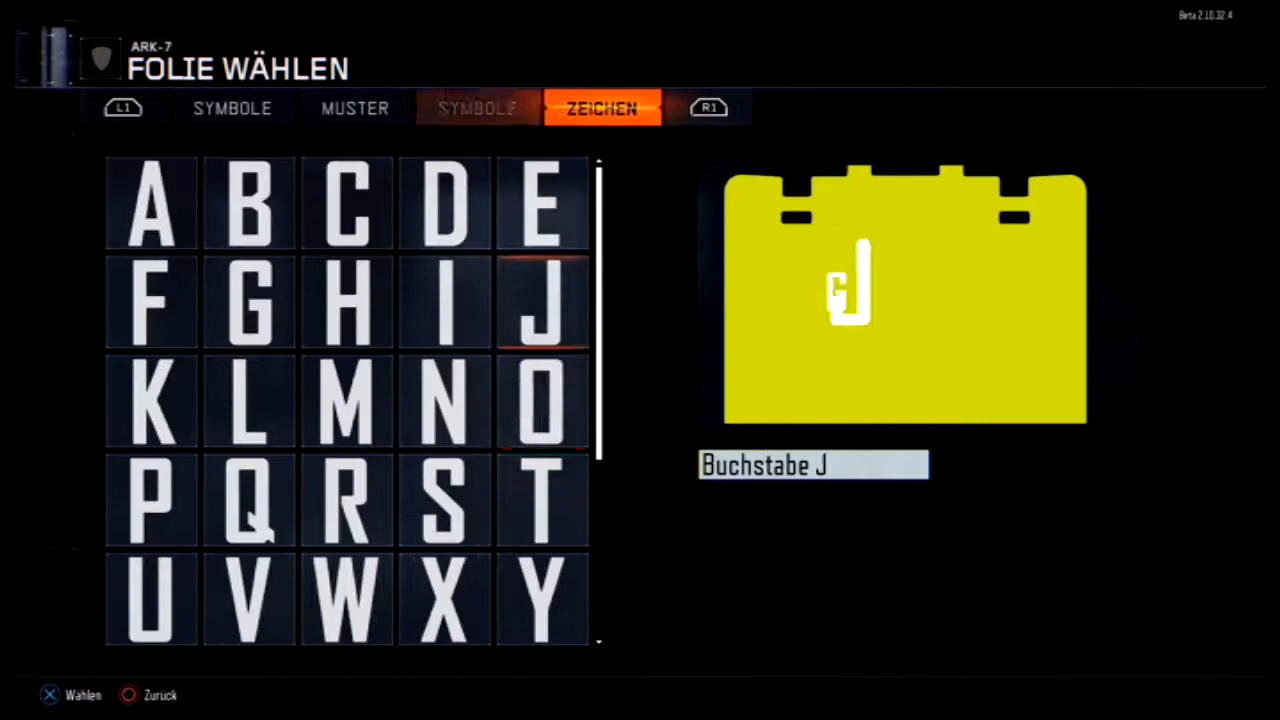 Beta 2.10.32.4
ARK-7
FOLIE WÄHLEN
L1 SYMBOLE MUSTER SYMBOLE ZEICHEN R1
A B C D E
F G H I J
K L M N O
P Q R S T
U V W X Y
G J
Buchstabe J
Wählen Zurück